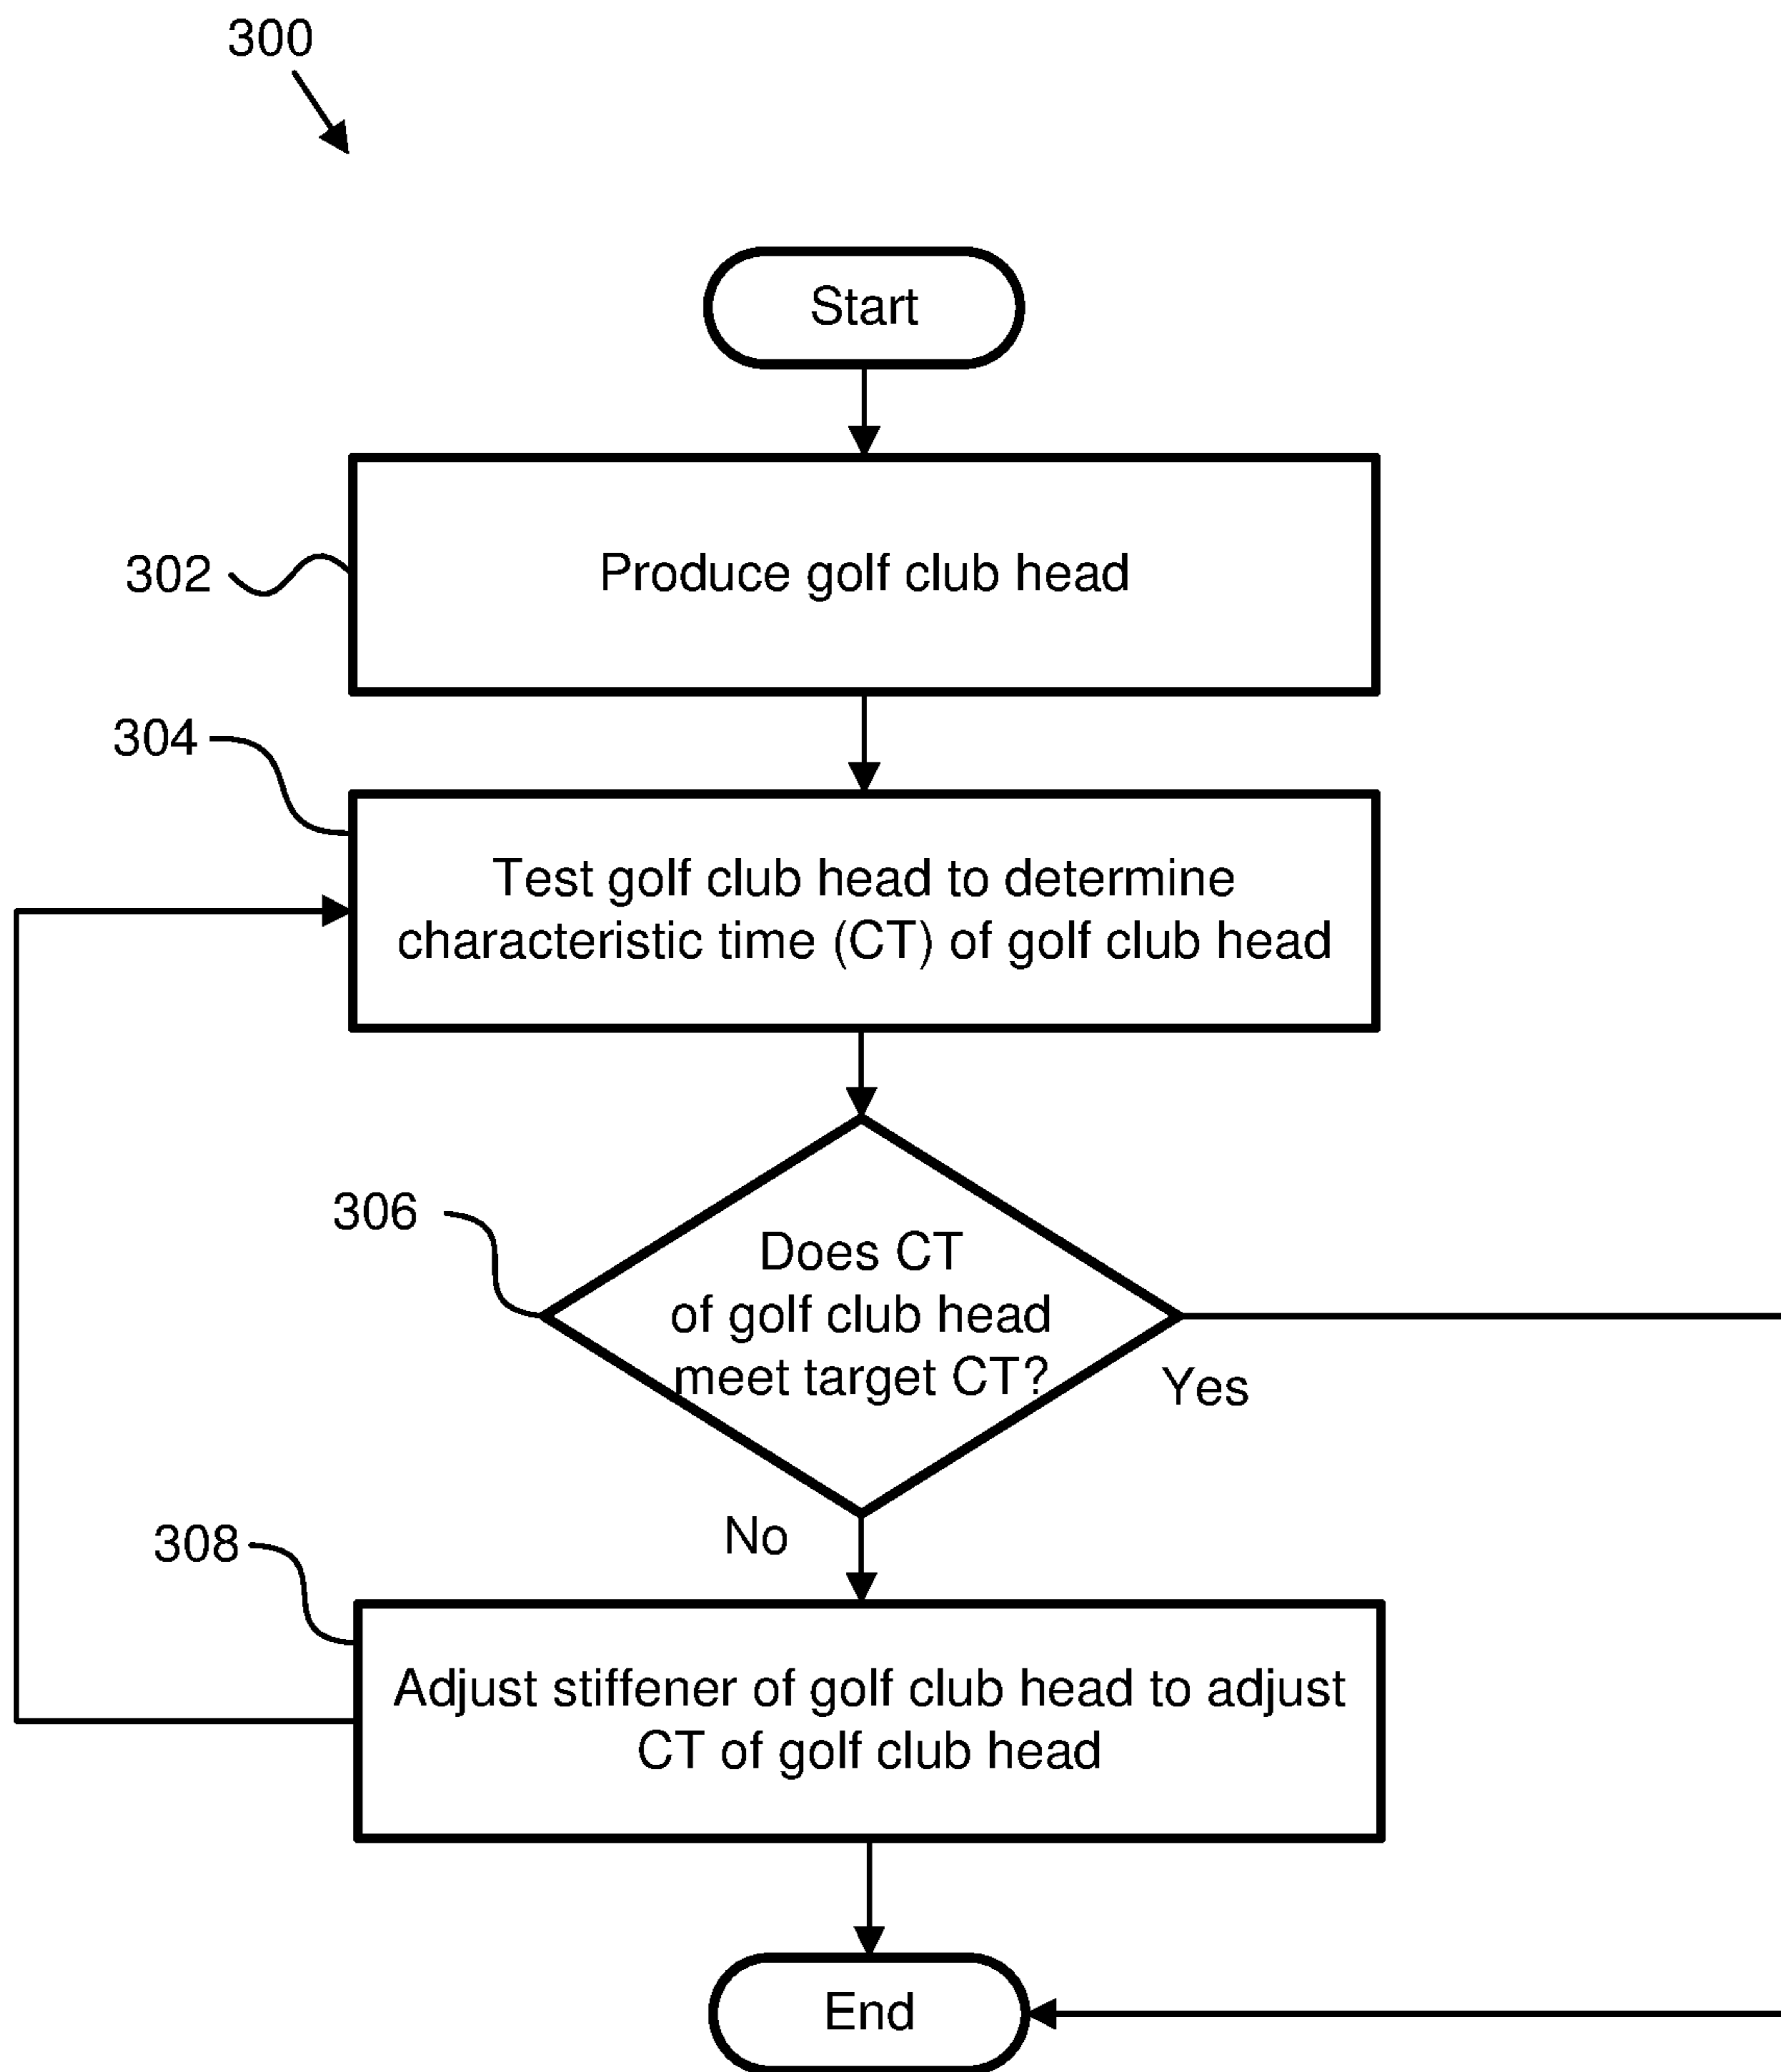 300
Start
302
Produce golf club head
304
Test golf club head to determine
characteristic time (CT) of golf club head
306
Does CT
of golf club head
meet target CT?
Yes
No
308
Adjust stiffener of golf club head to adjust
CT of golf club head
End